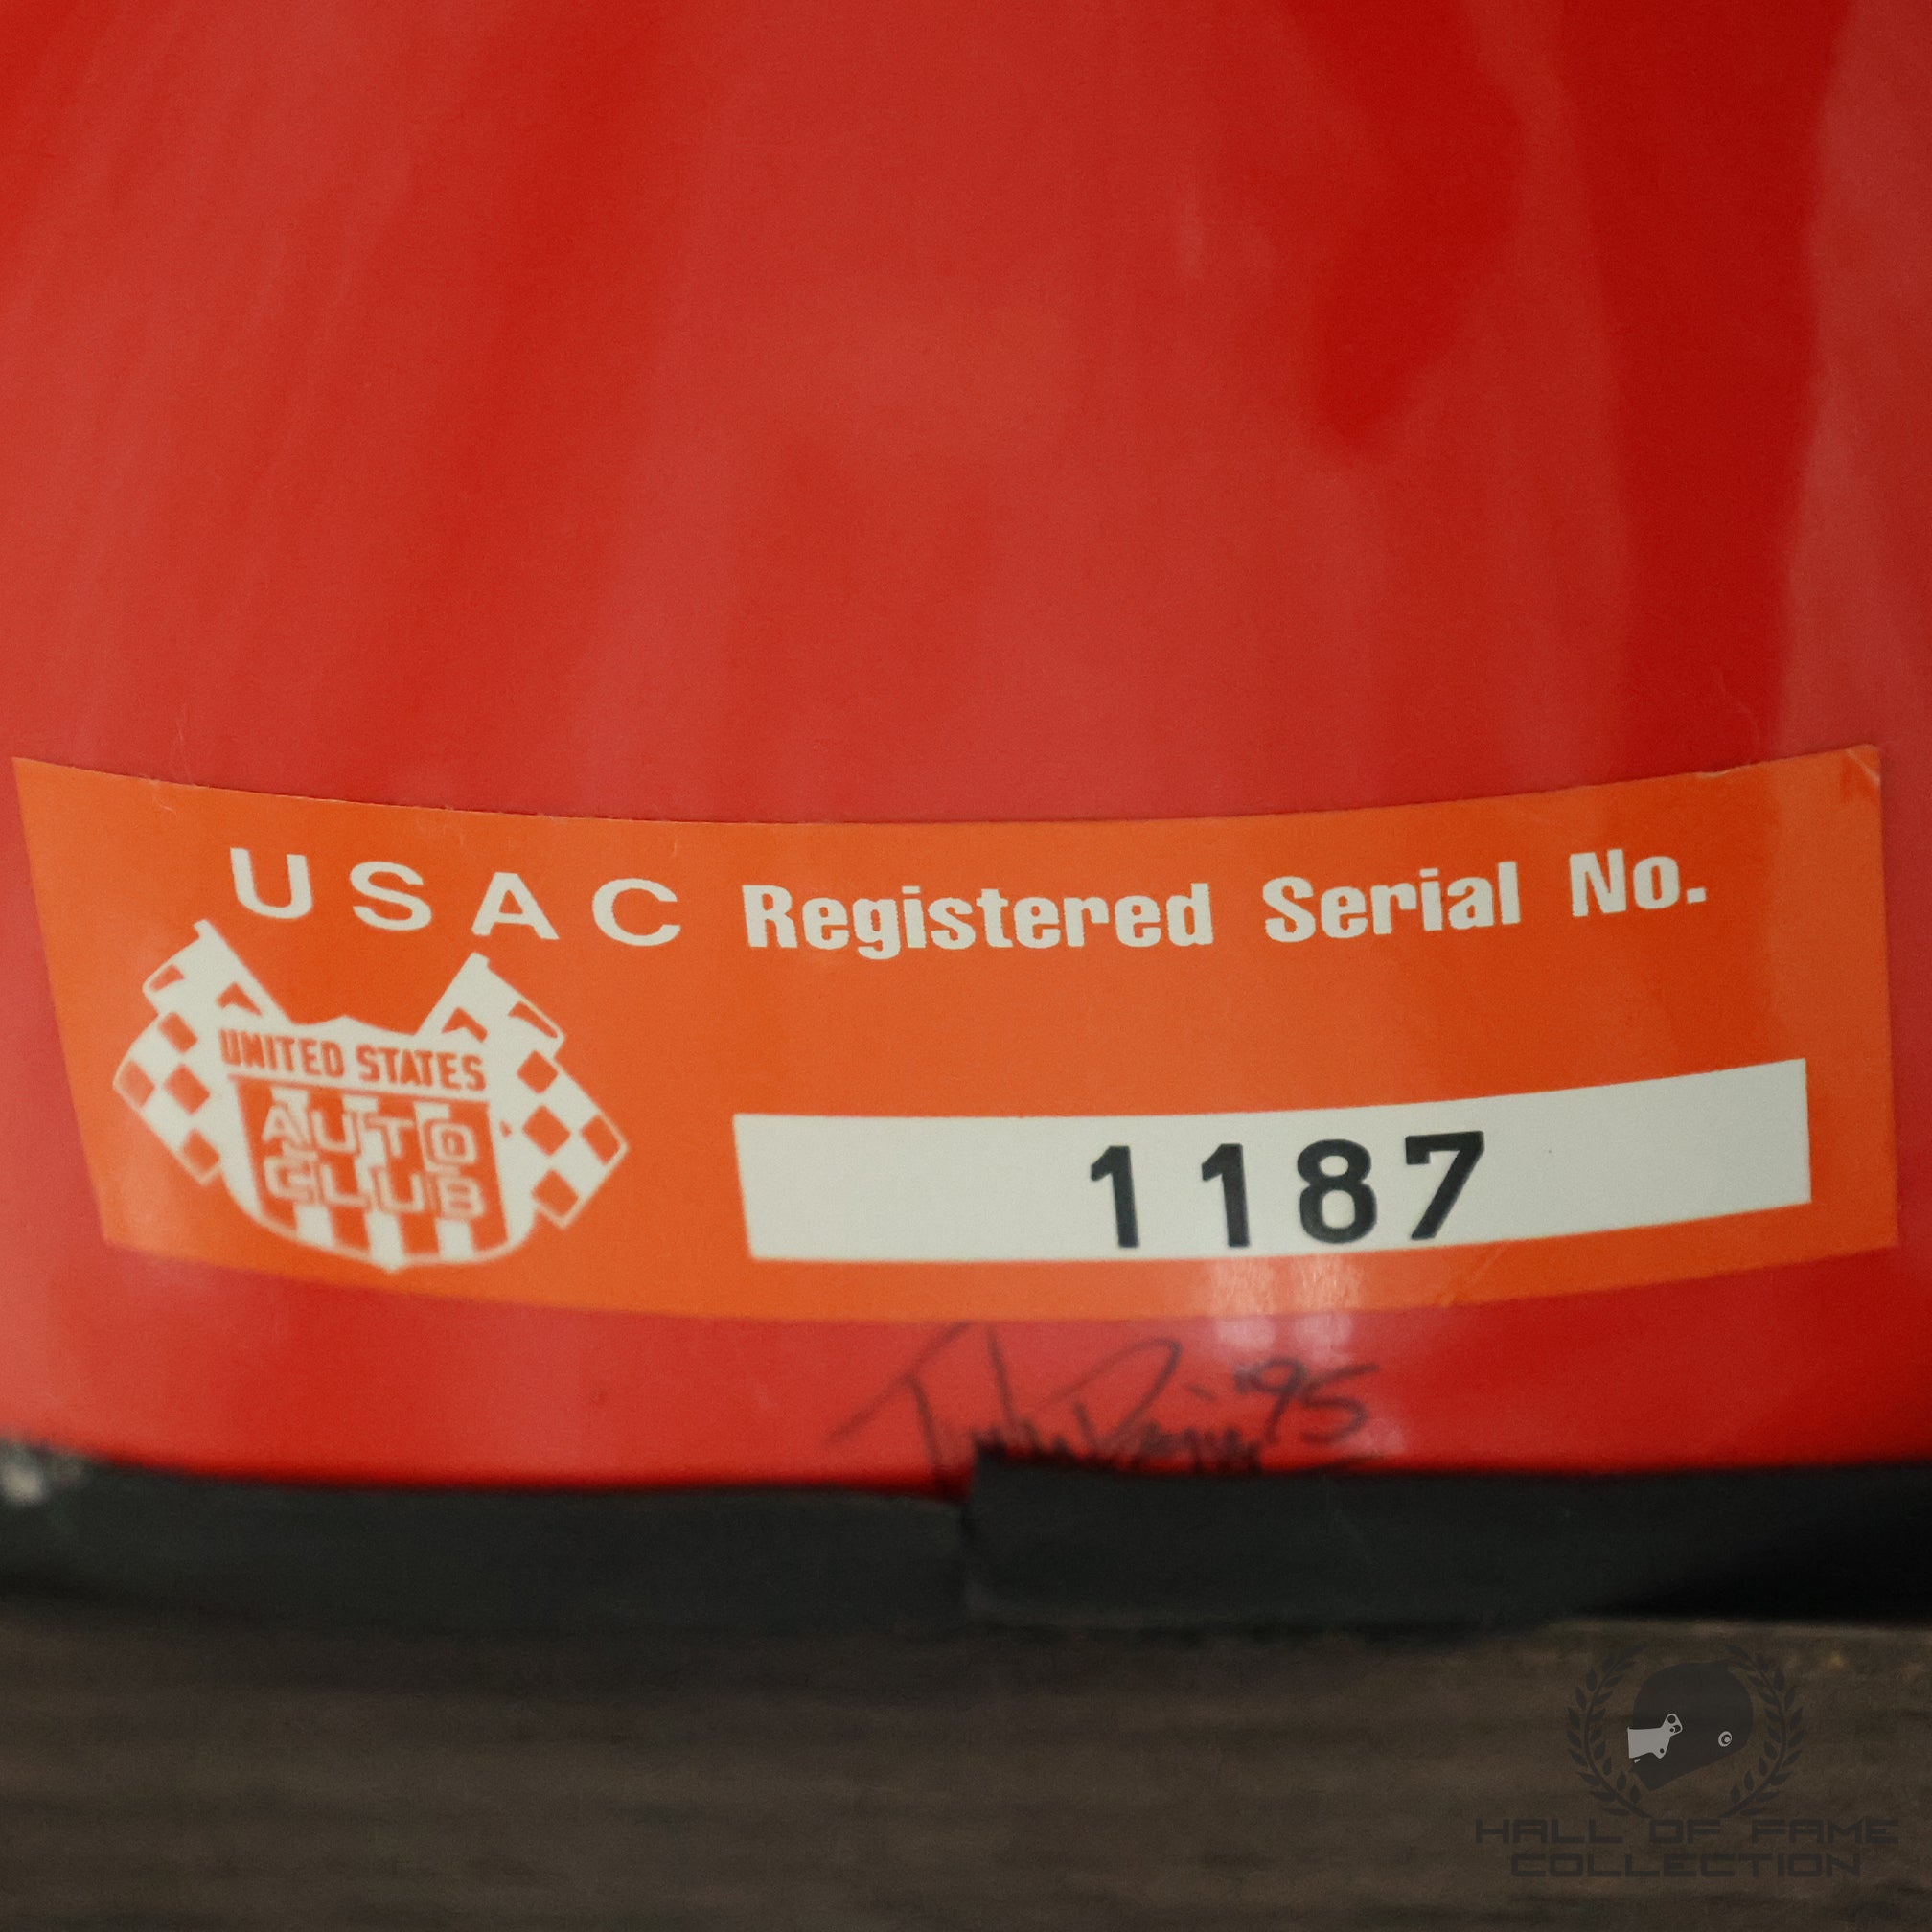 USAC Registered Serial No.
UNITED STATES
AUTO
CLUB
1187
'95
HALL OF FAME
COLLECTION